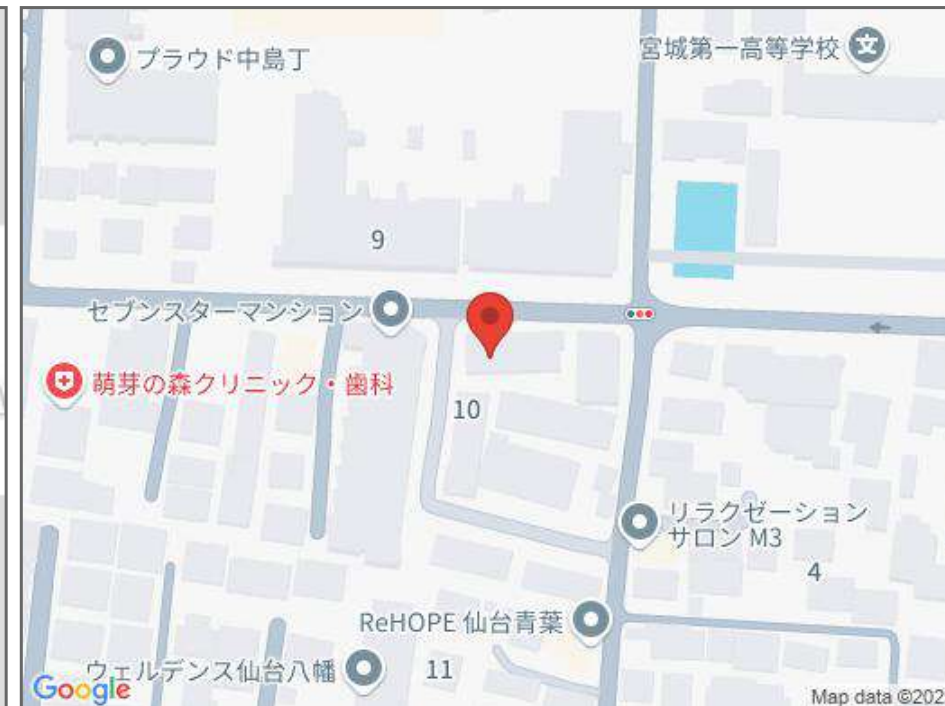 プラウド中島丁
宮城第一高等学校
文
9
セブンスターマンション
萌芽の森クリニック・歯科
10
リラクゼーション
サロン M3
4
ReHOPE 仙台青葉
ウェルデンス仙台八幡
11
Google
Map data ©202